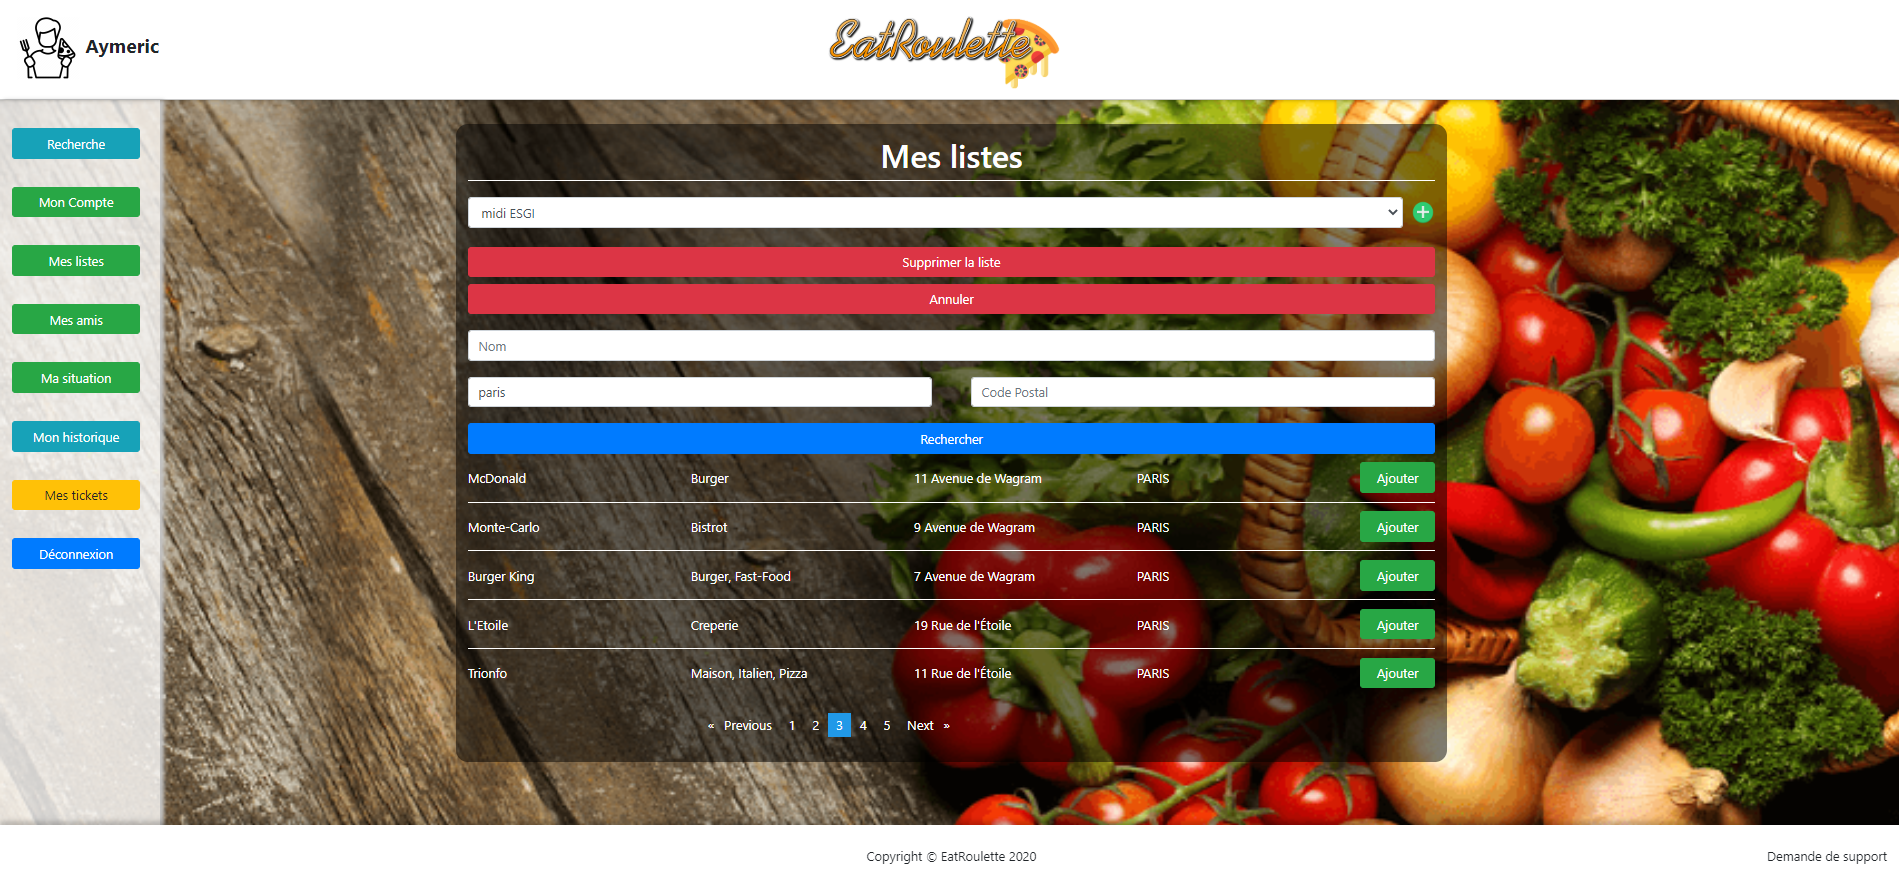 Aymeric
EatRoulette
Recherche
Mon Compte
Mes listes
Mes amis
Ma situation
Mon historique
Mes tickets
Déconnexion
Mes listes
midi ESGI
Supprimer la liste
Annuler
Nom
paris Code Postal
Rechercher
McDonald Burger 11 Avenue de Wagram PARIS Ajouter
Monte-Carlo Bistrot 9 Avenue de Wagram PARIS Ajouter
Burger King Burger, Fast-Food 7 Avenue de Wagram PARIS Ajouter
L'Etoile Creperie 19 Rue de l'Étoile PARIS Ajouter
Trionfo Maison, Italien, Pizza 11 Rue de l'Étoile PARIS Ajouter
« Previous 1 2 3 4 5 Next »
Copyright © EatRoulette 2020
Demande de support